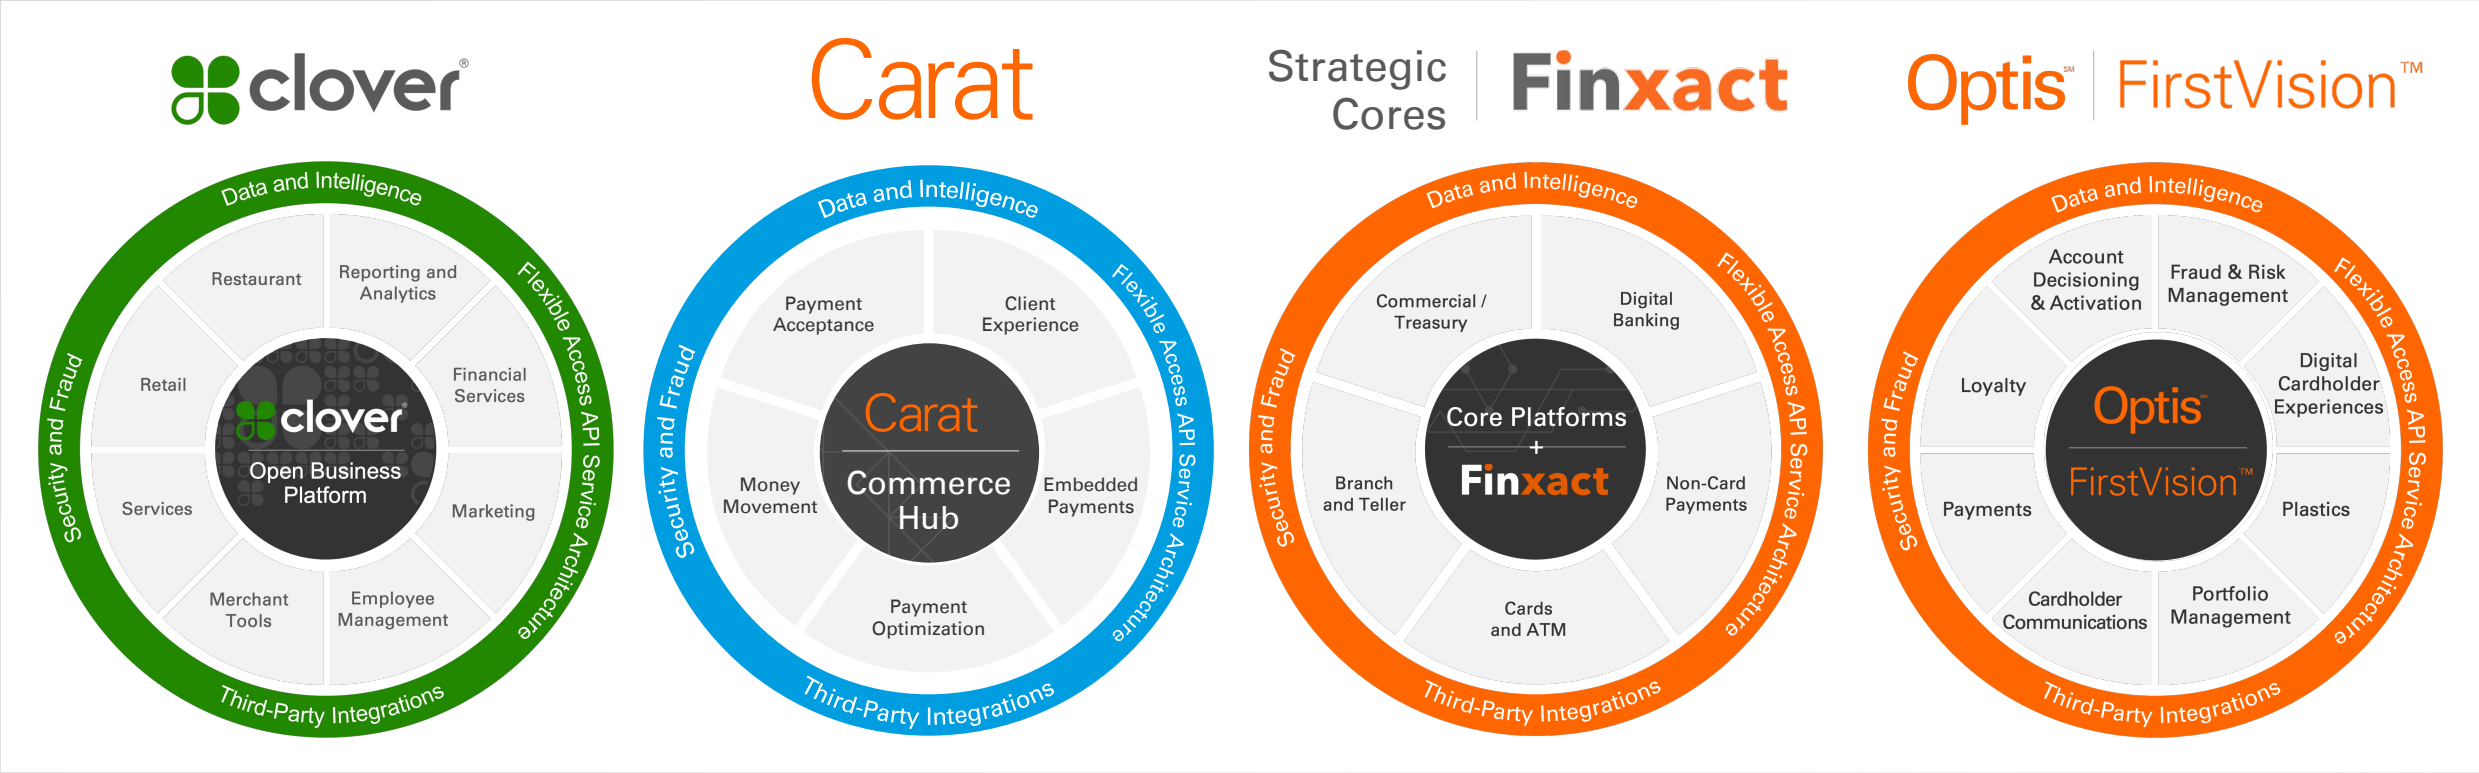 clover®
Data and Intelligence
Flexible Access API Service Architecture
Third-Party Integrations
Security and Fraud
Restaurant
Reporting and
Analytics
Financial
Services
Marketing
Employee
Management
Merchant
Tools
Services
Retail
clover®
Open Business
Platform
Carat
Data and Intelligence
Flexible Access API Service Architecture
Third-Party Integrations
Security and Fraud
Payment
Acceptance
Client
Experience
Embedded
Payments
Payment
Optimization
Money
Movement
Carat
Commerce
Hub
Strategic
Cores
Finxact
Data and Intelligence
Flexible Access API Service Architecture
Third-Party Integrations
Security and Fraud
Commercial /
Treasury
Digital
Banking
Non-Card
Payments
Cards
and ATM
Branch
and Teller
Core Platforms
+
Finxact
Optis℠
FirstVision™
Data and Intelligence
Flexible Access API Service Architecture
Third-Party Integrations
Security and Fraud
Account
Decisioning
& Activation
Fraud & Risk
Management
Digital
Cardholder
Experiences
Plastics
Portfolio
Management
Cardholder
Communications
Payments
Loyalty
Optis℠
FirstVision™